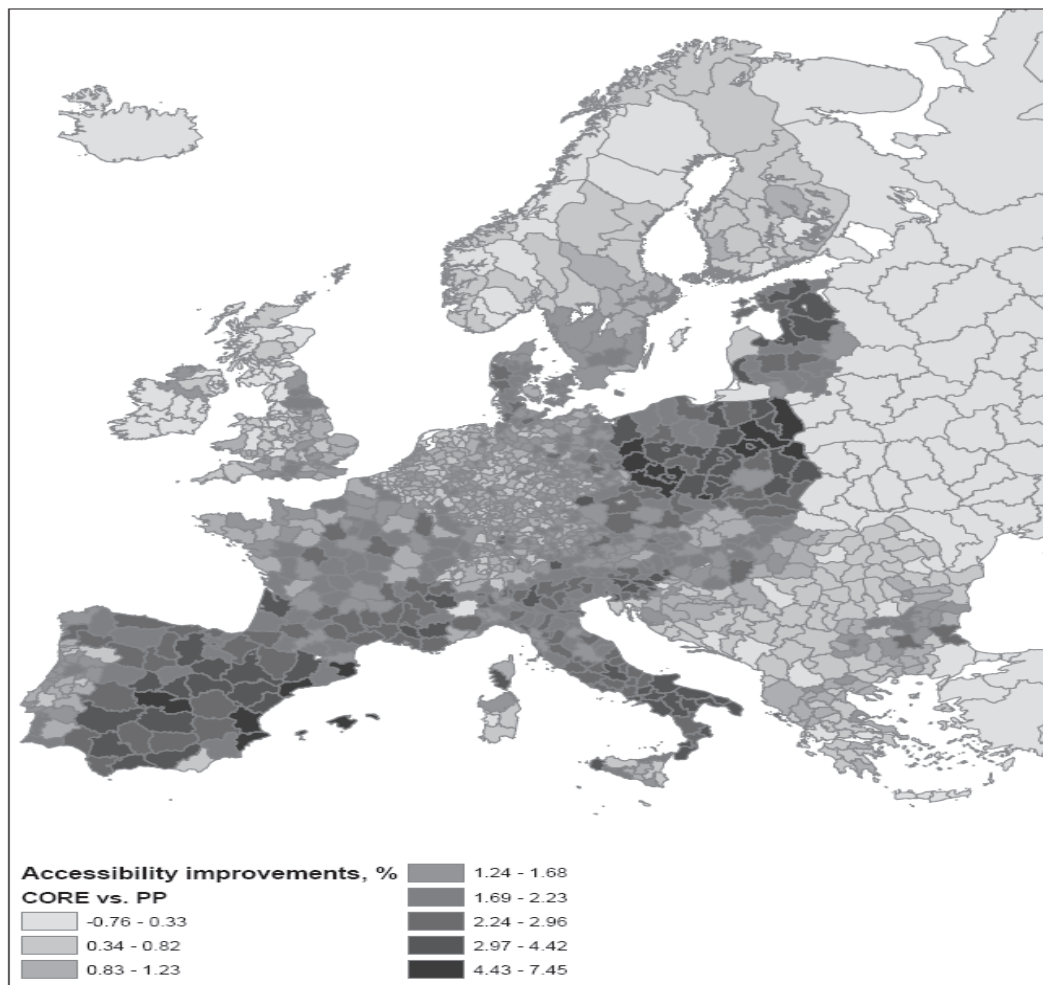 Accessibility improvements, %
CORE vs. PP
-0.76 - 0.33
0.34 - 0.82
0.83 - 1.23
1.24 - 1.68
1.69 - 2.23
2.24 - 2.96
2.97 - 4.42
4.43 - 7.45